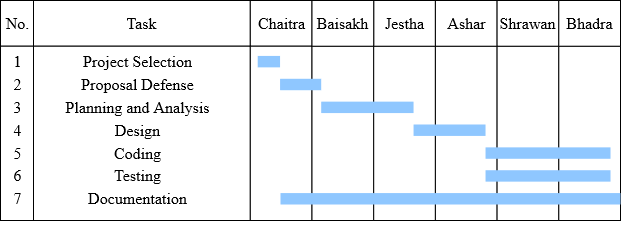 No. Task Chaitra Baisakh Jestha Ashar Shrawan Bhadra
1 Project Selection
2 Proposal Defense
3 Planning and Analysis
4 Design
5 Coding
6 Testing
7 Documentation